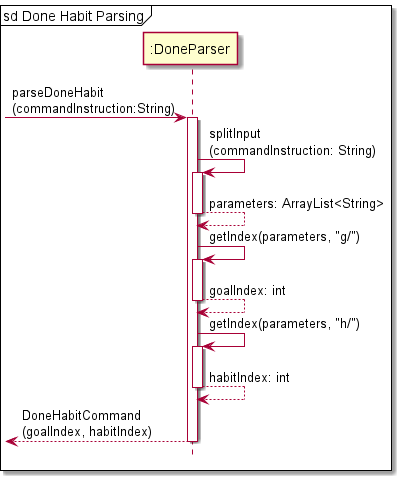 sd Done Habit Parsing
:DoneParser
parseDoneHabit
(commandInstruction:String)
splitInput
(commandInstruction: String)
parameters: ArrayList<String>
getIndex(parameters, "g/")
goalIndex: int
getIndex(parameters, "h/")
habitIndex: int
DoneHabitCommand
(goalIndex, habitIndex)